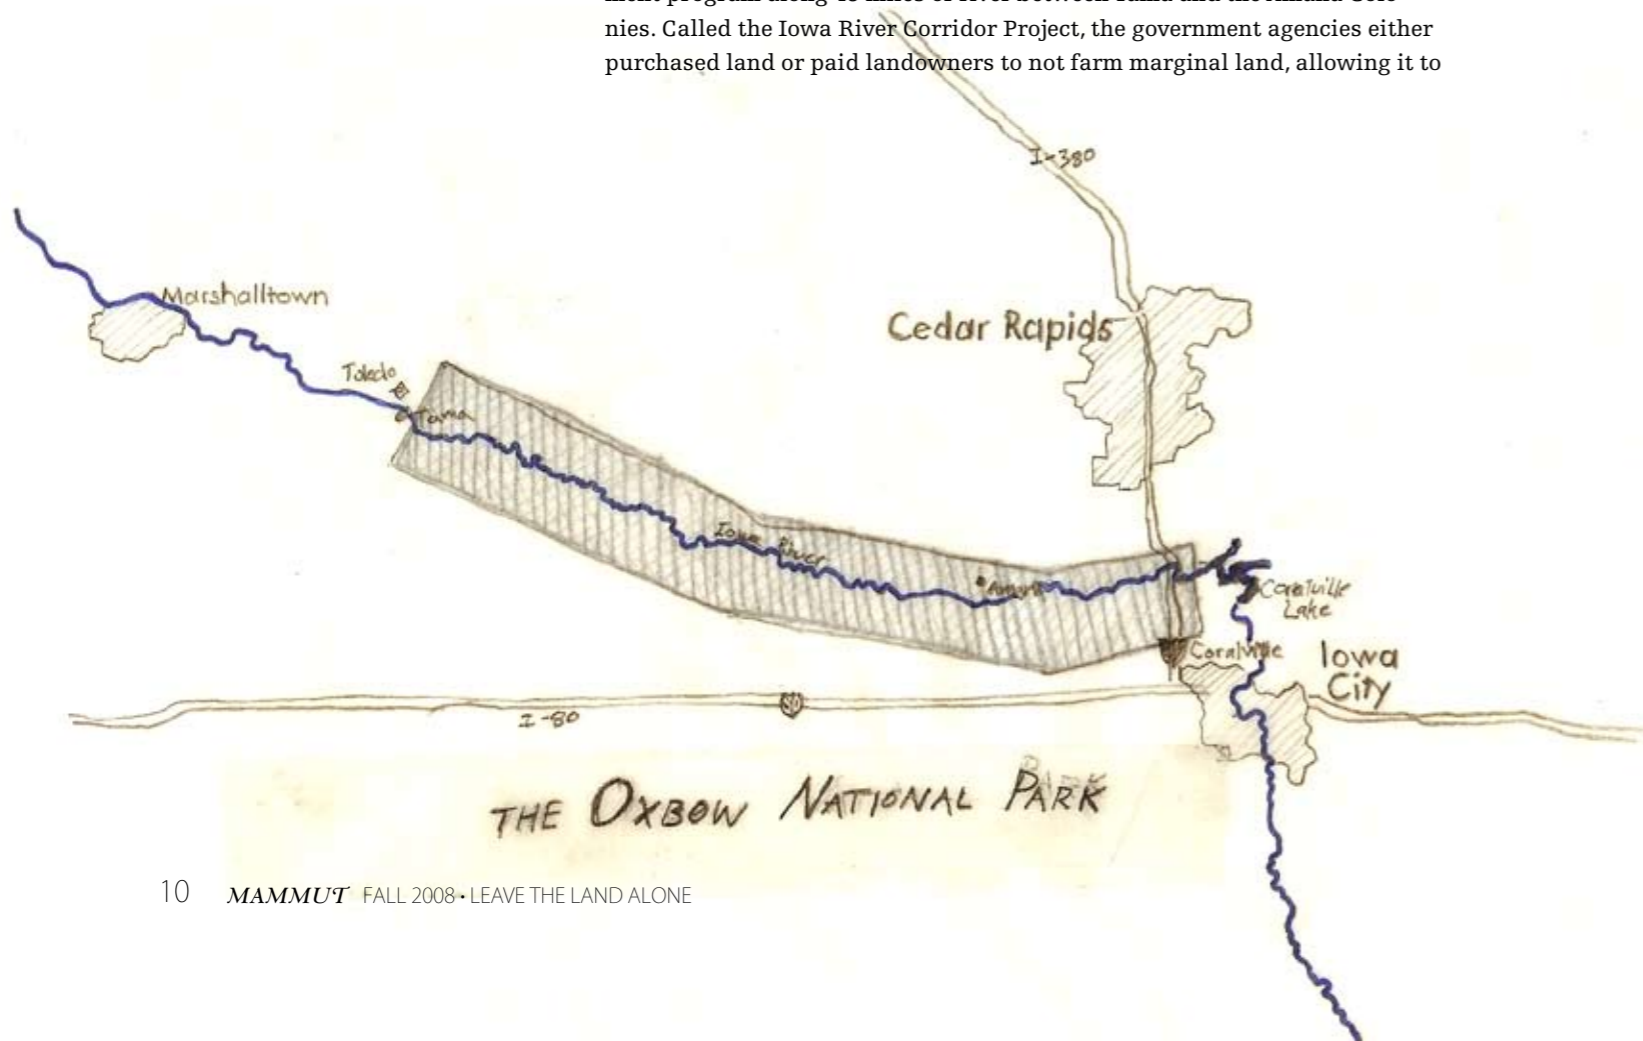 nies. Called the Iowa River Corridor Project, the government agencies either
purchased land or paid landowners to not farm marginal land, allowing it to
I-380
Marshalltown
Cedar Rapids
Toledo
Tama
Iowa River
Amana
Coralville
Lake
Coralville
Iowa
City
I-80
THE OXBOW NATIONAL PARK
10 MAMMUT FALL 2008 • LEAVE THE LAND ALONE